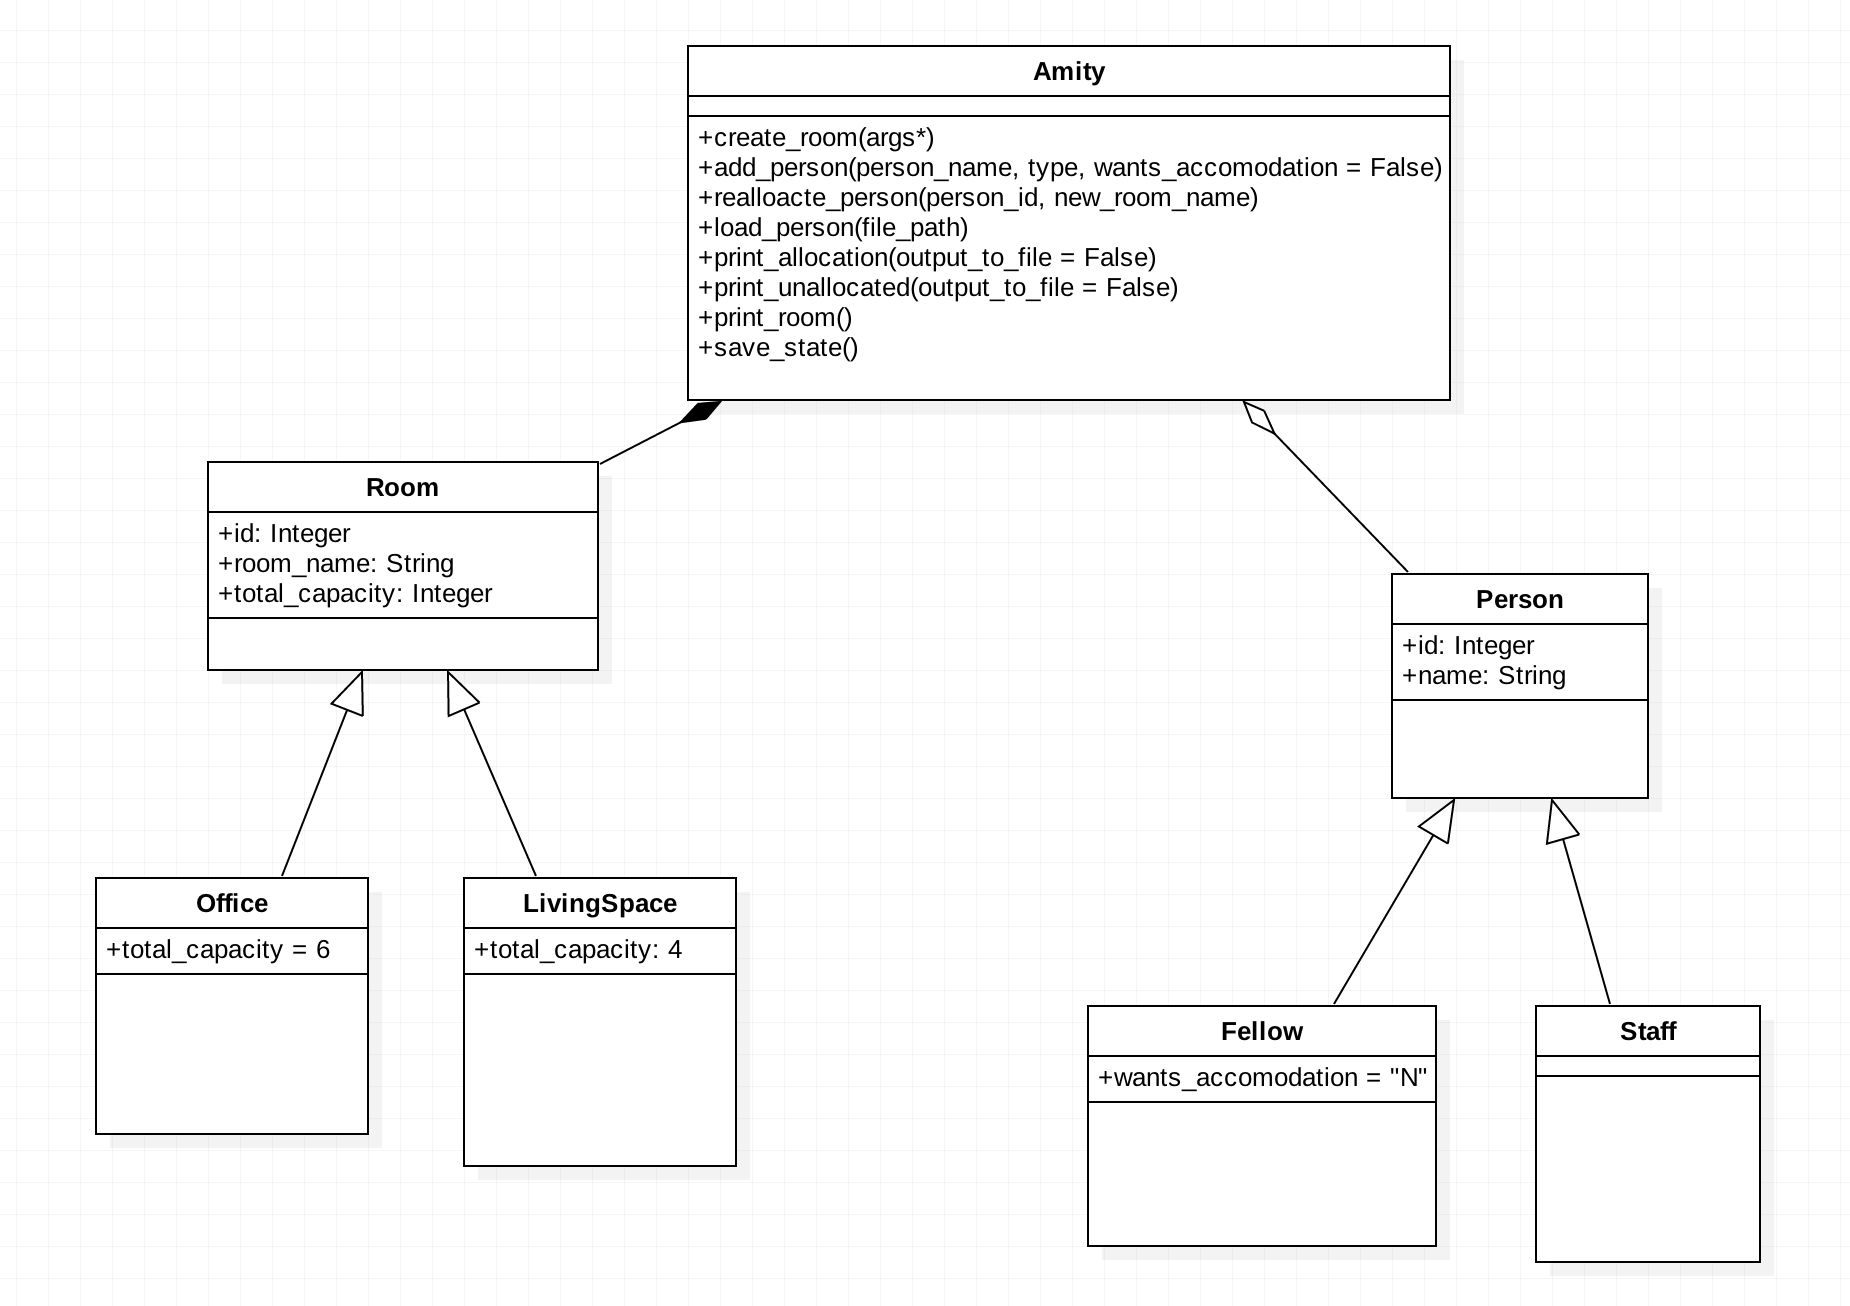 Amity
+create_room(args*)
+add_person(person_name, type, wants_accomodation = False)
+realloacte_person(person_id, new_room_name)
+load_person(file_path)
+print_allocation(output_to_file = False)
+print_unallocated(output_to_file = False)
+print_room()
+save_state()
Room
+id: Integer
+room_name: String
+total_capacity: Integer
Person
+id: Integer
+name: String
Office
+total_capacity = 6
LivingSpace
+total_capacity: 4
Fellow
+wants_accomodation = "N"
Staff